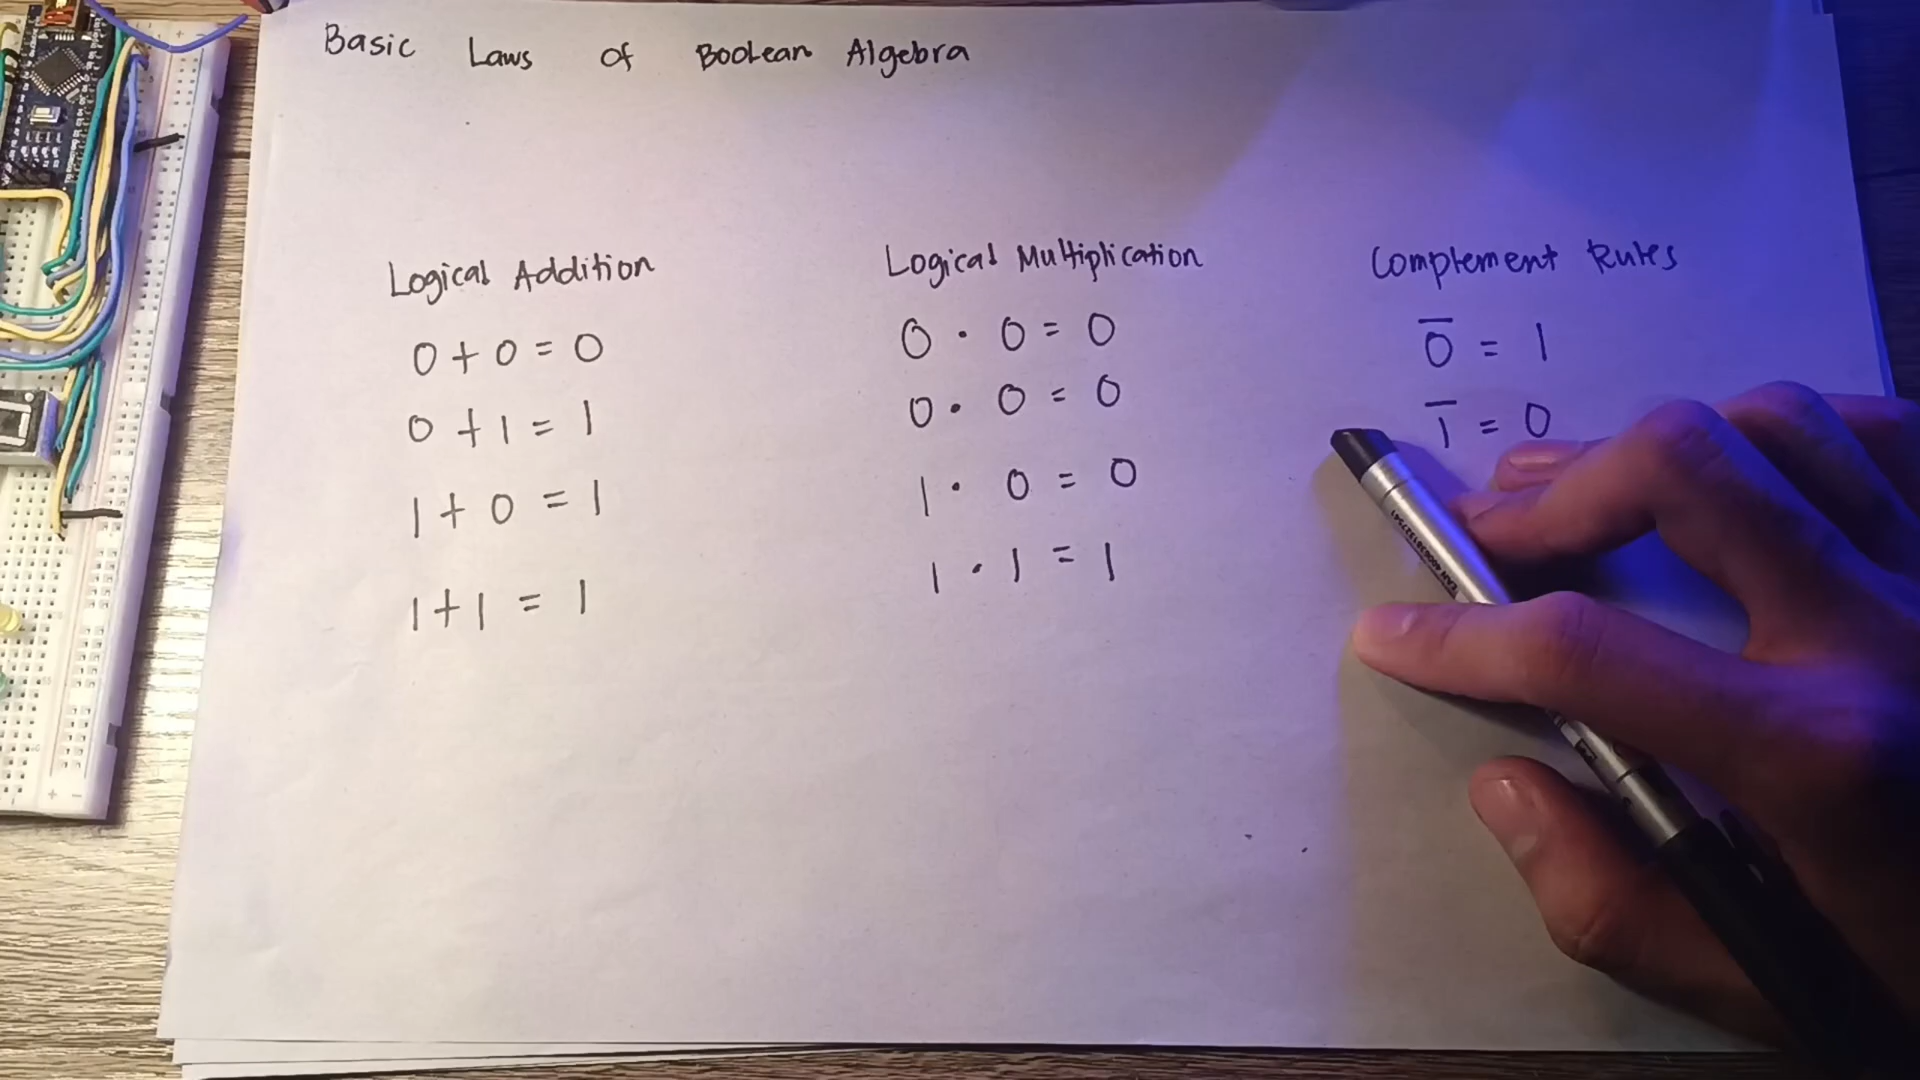 Basic Laws of Boolean Algebra
Logical Addition
0 + 0 = 0
0 + 1 = 1
1 + 0 = 1
1 + 1 = 1
Logical Multiplication
0 · 0 = 0
0 · 0 = 0
1 · 0 = 0
1 · 1 = 1
Complement Rules
0̅ = 1
1̅ = 0